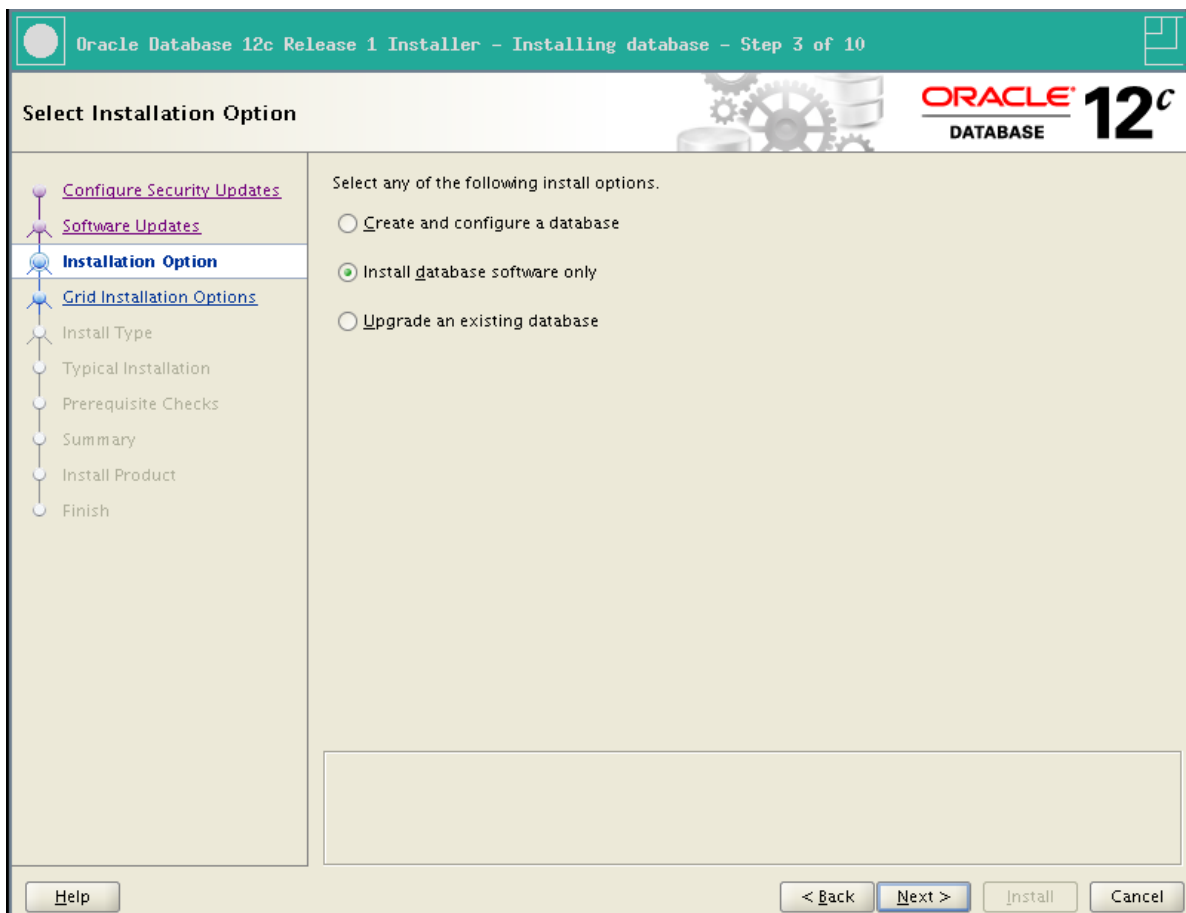 Oracle Database 12c Release 1 Installer - Installing database - Step 3 of 10
Select Installation Option
ORACLE®
DATABASE
12c
Configure Security Updates
Software Updates
Installation Option
Grid Installation Options
Install Type
Typical Installation
Prerequisite Checks
Summary
Install Product
Finish
Select any of the following install options.
Create and configure a database
Install database software only
Upgrade an existing database
Help
< Back
Next >
Install
Cancel